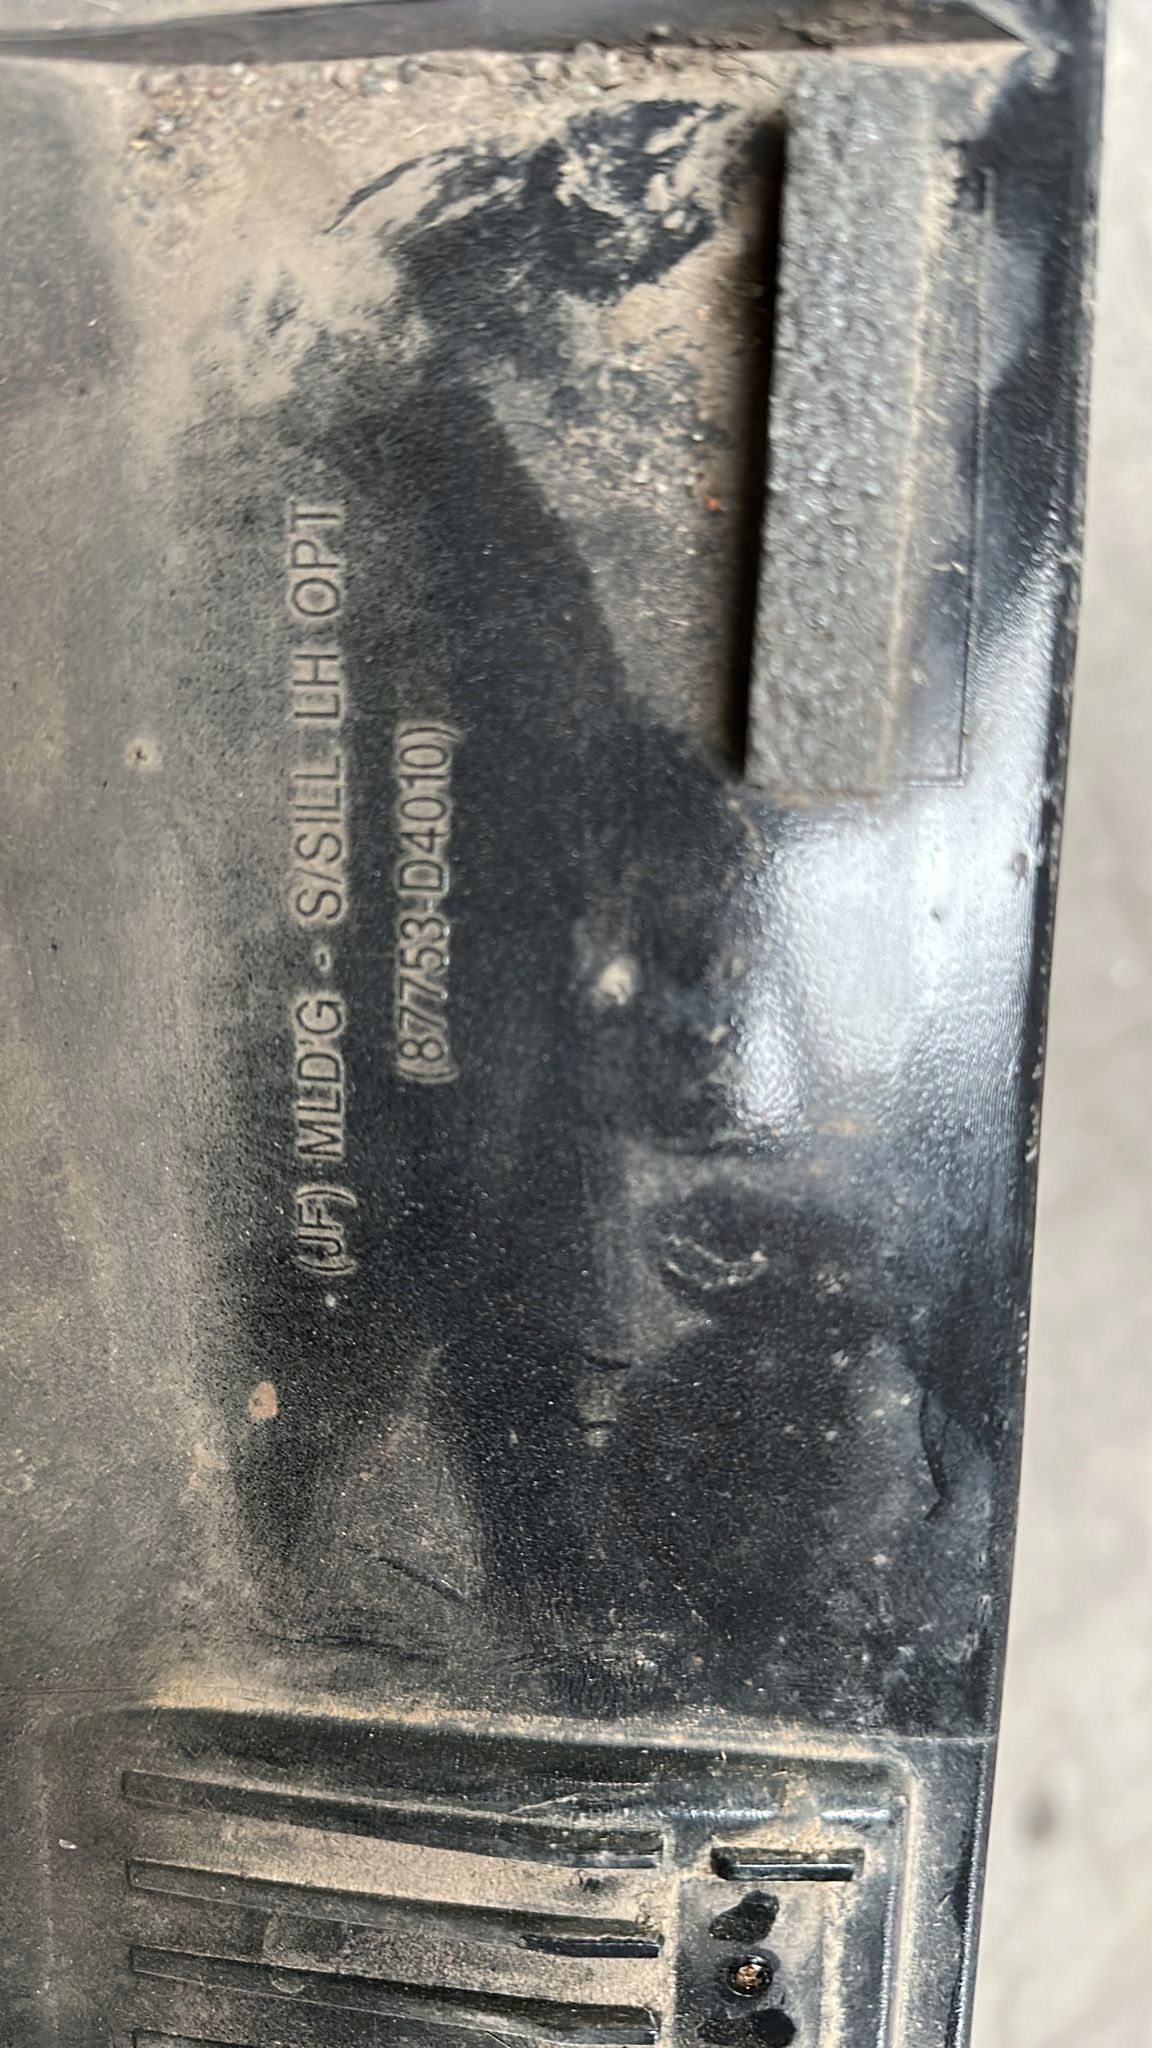 (JF) MLD'G - S/SILL LH OPT
(87753-D4010)